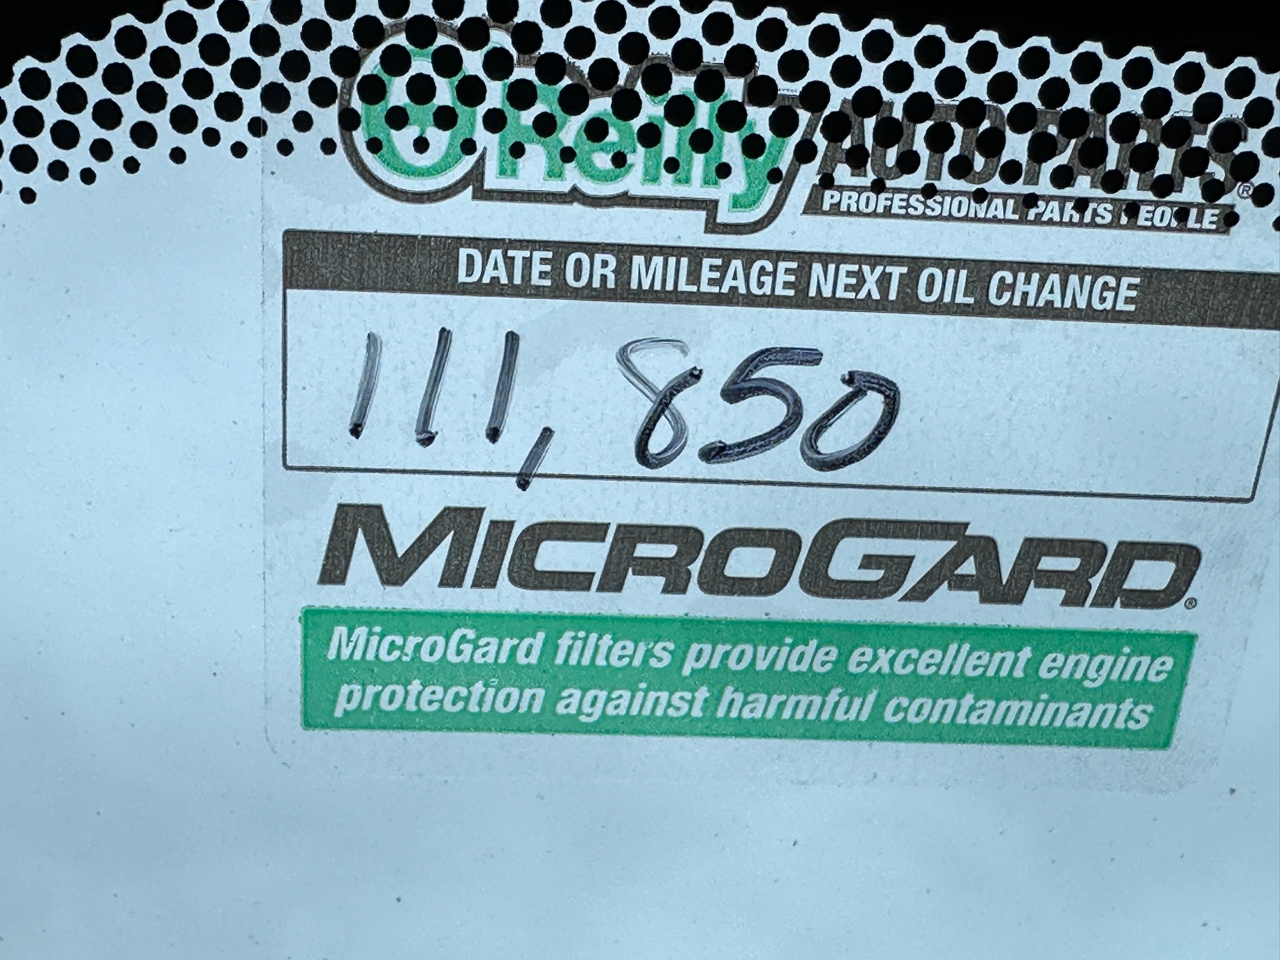 O'Reilly AUTO PARTS®
PROFESSIONAL PARTS PEOPLE
DATE OR MILEAGE NEXT OIL CHANGE
111,850
MICROGARD®
MicroGard filters provide excellent engine
protection against harmful contaminants